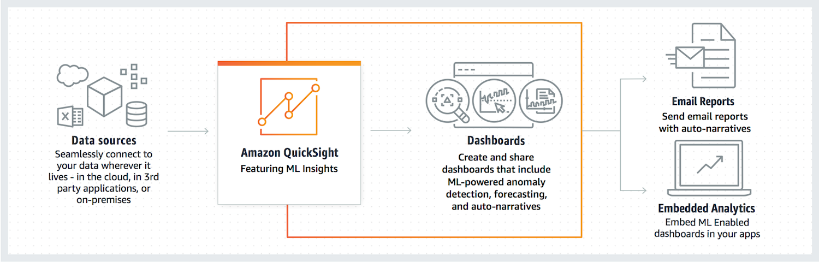 Data sources
Seamlessly connect to
your data wherever it
lives - in the cloud, in 3rd
party applications, or
on-premises
Amazon QuickSight
Featuring ML Insights
Dashboards
Create and share
dashboards that include
ML-powered anomaly
detection, forecasting,
and auto-narratives
Email Reports
Send email reports
with auto-narratives
Embedded Analytics
Embed ML Enabled
dashboards in your apps